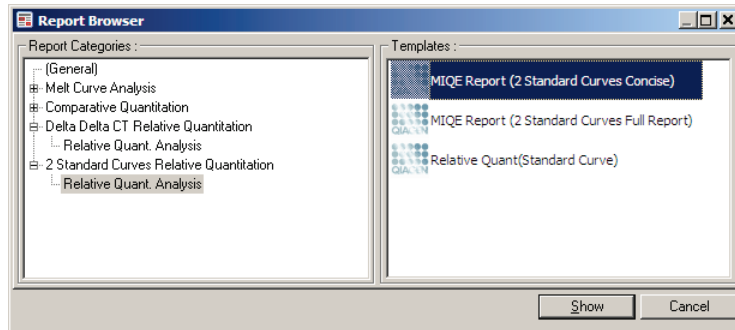 Report Browser
Report Categories :
(General)
Melt Curve Analysis
Comparative Quantitation
Delta Delta CT Relative Quantitation
Relative Quant. Analysis
2 Standard Curves Relative Quantitation
Relative Quant. Analysis
Templates :
MIQE Report (2 Standard Curves Concise)
MIQE Report (2 Standard Curves Full Report)
QIAGEN
Relative Quant(Standard Curve)
QIAGEN
Show
Cancel